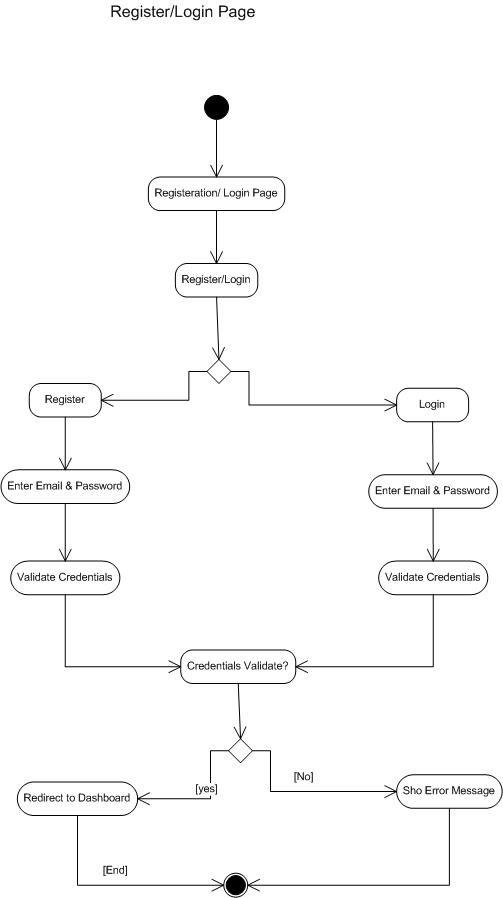 Register/Login Page
Registeration/ Login Page
Register/Login
Register
Login
Enter Email & Password
Enter Email & Password
Validate Credentials
Validate Credentials
Credentials Validate?
[yes]
[No]
Redirect to Dashboard
Sho Error Message
[End]